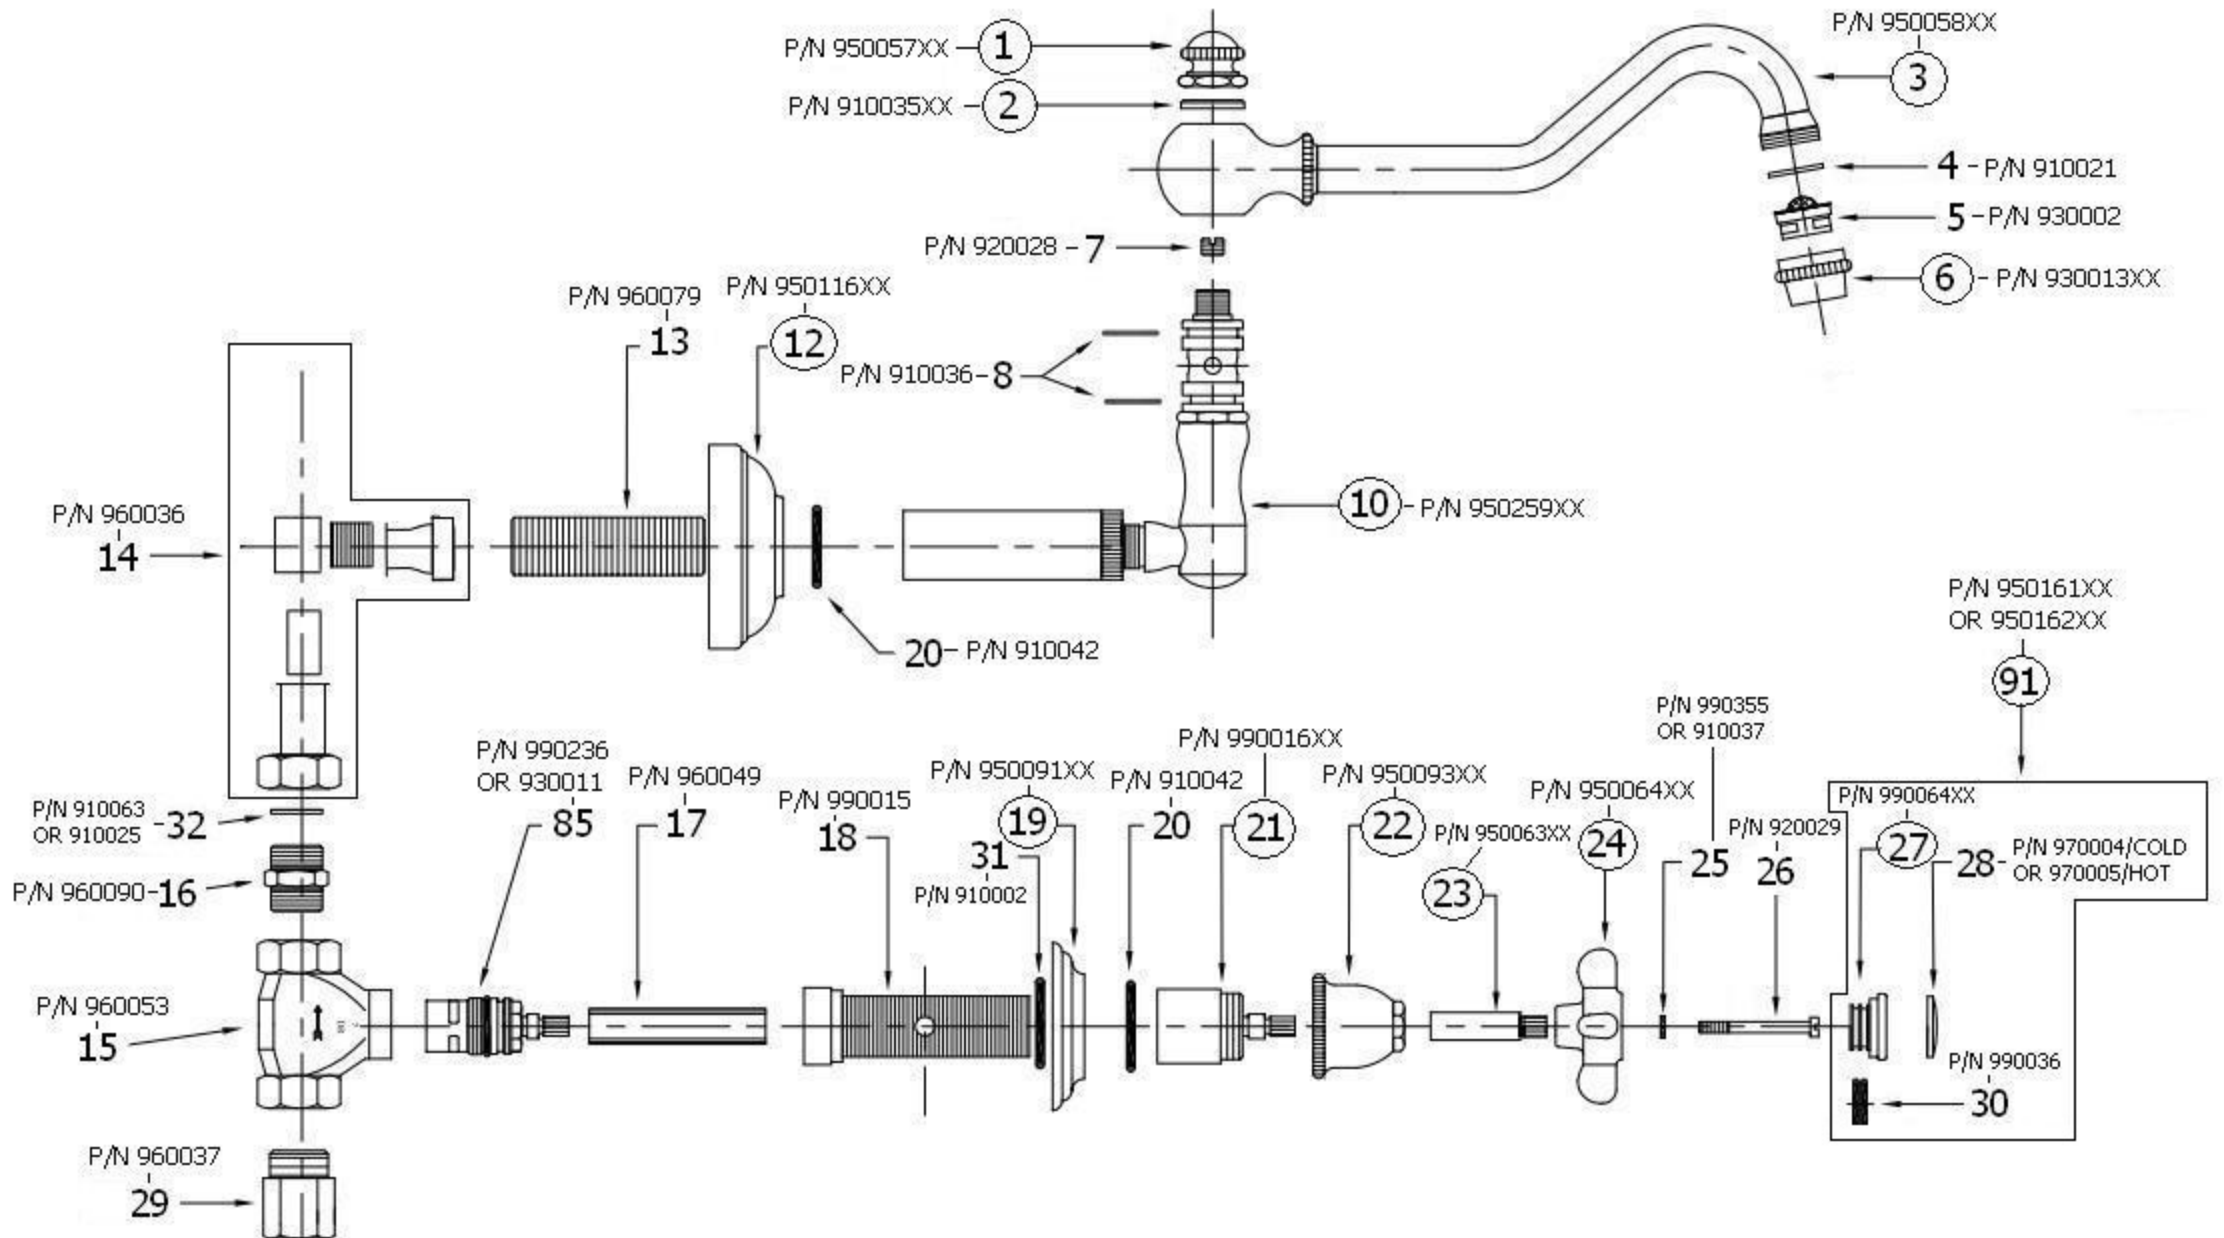 P/N 950057XX
1
P/N 950058XX
3
P/N 910035XX
2
4
P/N 910021
5
P/N 930002
P/N 920028
7
6
P/N 930013XX
P/N 960079
13
P/N 950116XX
12
P/N 910036
8
P/N 960036
14
10
P/N 950259XX
20
P/N 910042
P/N 950161XX
OR 950162XX
91
P/N 910063
OR 910025
32
P/N 990236
OR 930011
85
P/N 960049
17
P/N 990015
18
P/N 950091XX
19
31
P/N 910002
P/N 910042
20
P/N 990016XX
21
P/N 950093XX
22
P/N 950063XX
23
P/N 950064XX
24
P/N 990355
OR 910037
25
P/N 920029
26
P/N 990064XX
27
28
P/N 970004/COLD
OR 970005/HOT
P/N 960090
16
P/N 960053
15
P/N 990036
30
P/N 960037
29